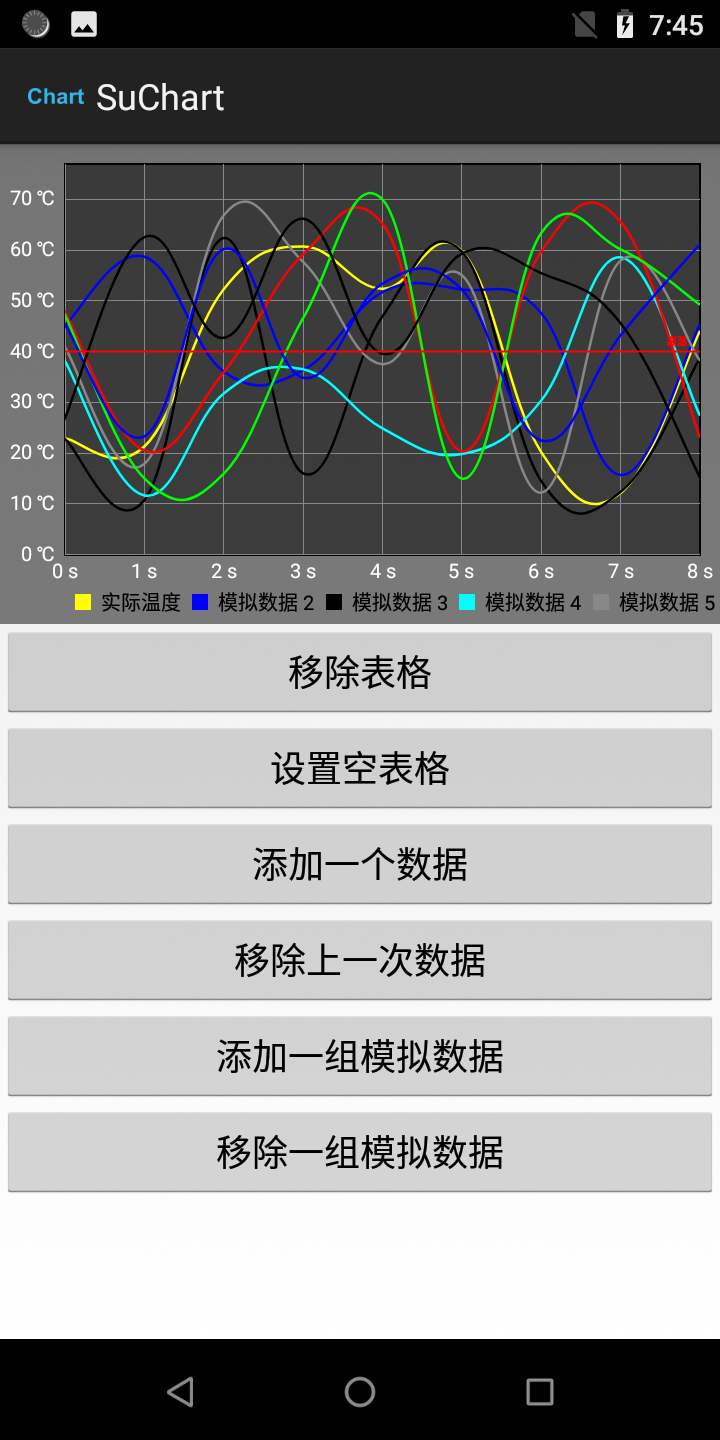 7:45
Chart SuChart
70 ℃
60 ℃
50 ℃
40 ℃
30 ℃
20 ℃
10 ℃
0 ℃
0 s 1 s 2 s 3 s 4 s 5 s 6 s 7 s 8 s
实际温度 模拟数据 2 模拟数据 3 模拟数据 4 模拟数据 5
移除表格
设置空表格
添加一个数据
移除上一次数据
添加一组模拟数据
移除一组模拟数据